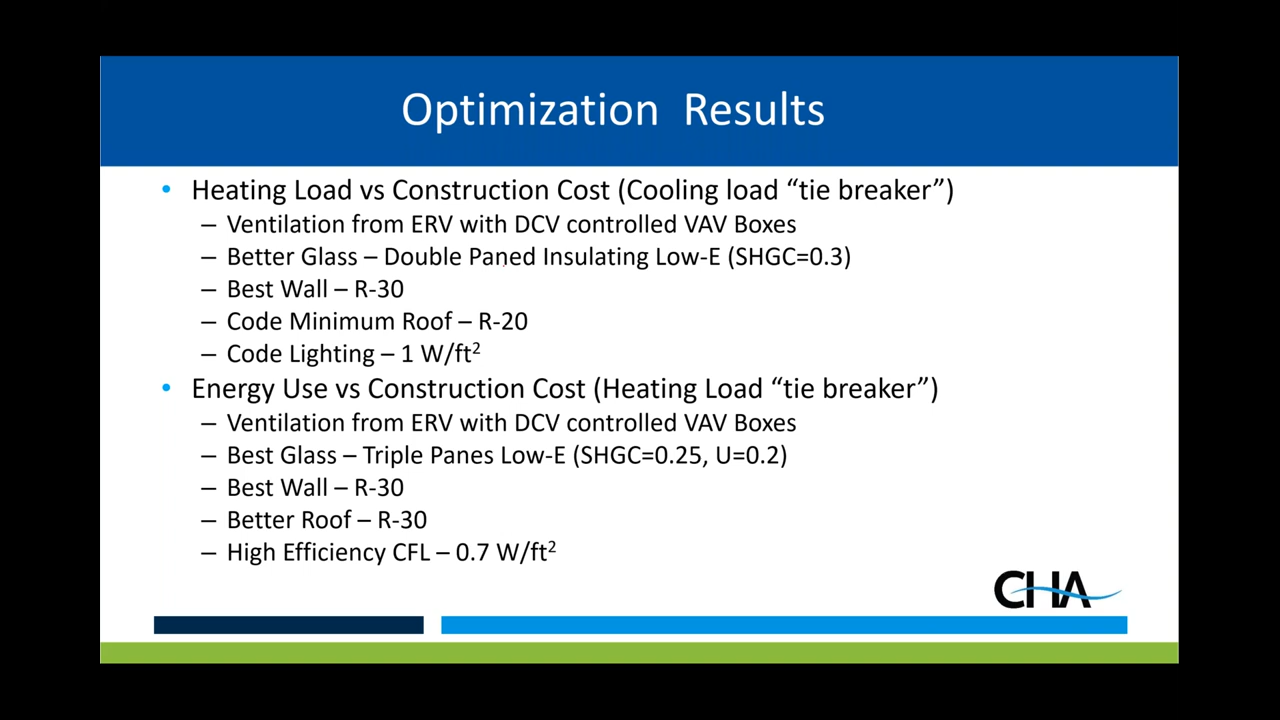 Optimization Results
• Heating Load vs Construction Cost (Cooling load “tie breaker”)
– Ventilation from ERV with DCV controlled VAV Boxes
– Better Glass – Double Paned Insulating Low-E (SHGC=0.3)
– Best Wall – R-30
– Code Minimum Roof – R-20
– Code Lighting – 1 W/ft²
• Energy Use vs Construction Cost (Heating Load “tie breaker”)
– Ventilation from ERV with DCV controlled VAV Boxes
– Best Glass – Triple Panes Low-E (SHGC=0.25, U=0.2)
– Best Wall – R-30
– Better Roof – R-30
– High Efficiency CFL – 0.7 W/ft²
CHA